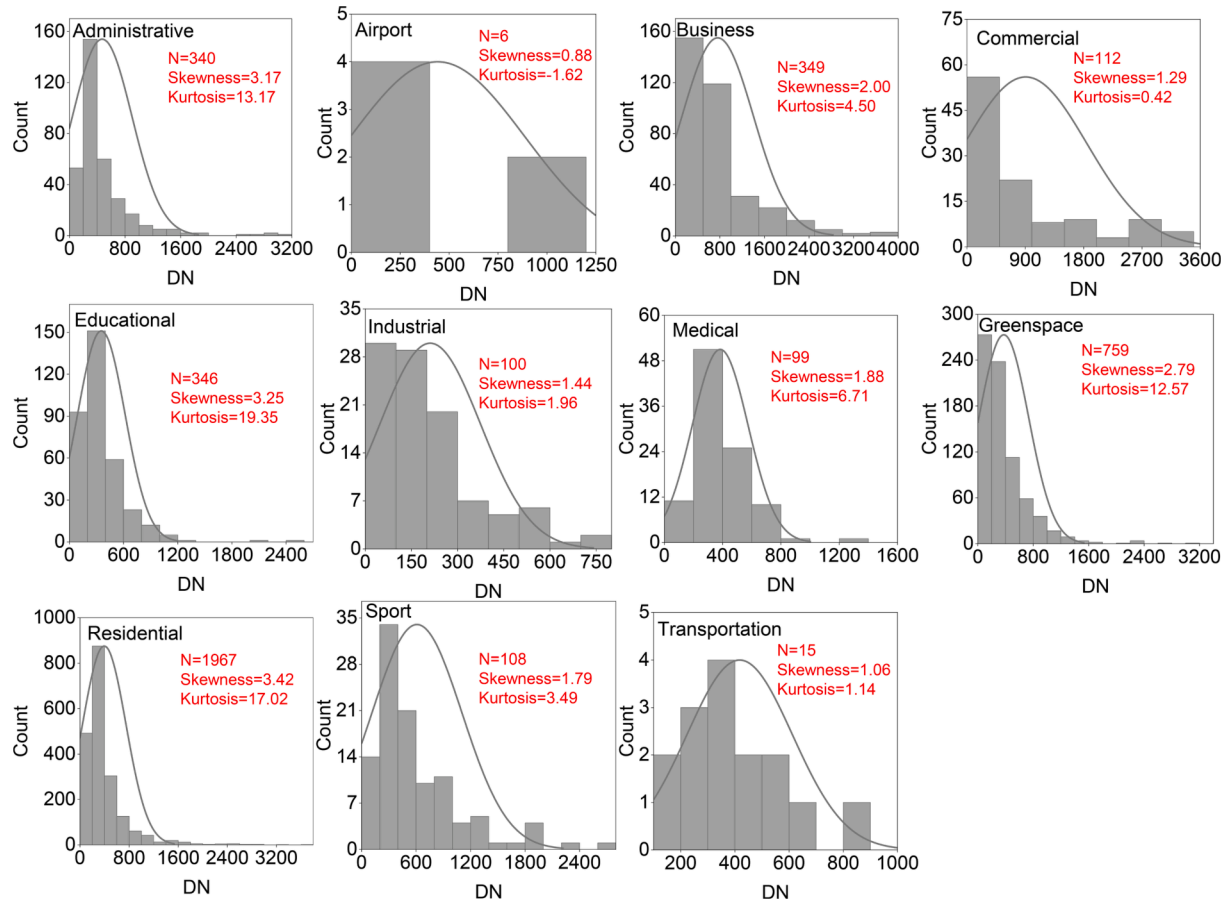 Administrative
N=340
Skewness=3.17
Kurtosis=13.17
160
120
80
40
0
Count
0 800 1600 2400 3200
DN
Airport
N=6
Skewness=0.88
Kurtosis=-1.62
5
4
3
2
1
0
Count
0 250 500 750 1000 1250
DN
Business
N=349
Skewness=2.00
Kurtosis=4.50
160
120
80
40
0
Count
0 800 1600 2400 3200 4000
DN
Commercial
N=112
Skewness=1.29
Kurtosis=0.42
75
60
45
30
15
0
Count
0 900 1800 2700 3600
DN
Educational
N=346
Skewness=3.25
Kurtosis=19.35
150
120
90
60
30
0
Count
0 600 1200 1800 2400
DN
Industrial
N=100
Skewness=1.44
Kurtosis=1.96
35
28
21
14
7
0
Count
0 150 300 450 600 750
DN
Medical
N=99
Skewness=1.88
Kurtosis=6.71
60
48
36
24
12
0
Count
0 400 800 1200 1600
DN
Greenspace
N=759
Skewness=2.79
Kurtosis=12.57
300
240
180
120
60
0
Count
0 800 1600 2400 3200
DN
Residential
N=1967
Skewness=3.42
Kurtosis=17.02
1000
800
600
400
200
0
Count
0 800 1600 2400 3200
DN
Sport
N=108
Skewness=1.79
Kurtosis=3.49
35
28
21
14
7
0
Count
0 600 1200 1800 2400
DN
Transportation
N=15
Skewness=1.06
Kurtosis=1.14
5
4
3
2
1
0
Count
200 400 600 800 1000
DN